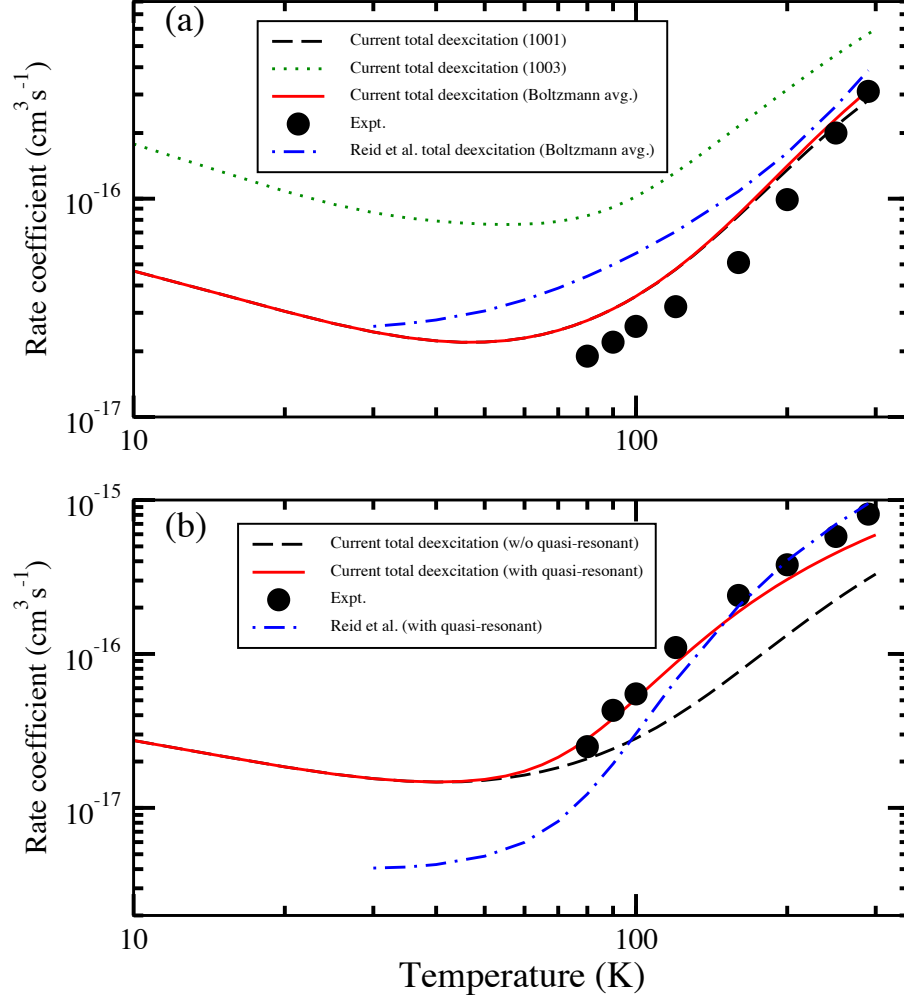 (a)
Current total deexcitation (1001)
Current total deexcitation (1003)
Current total deexcitation (Boltzmann avg.)
Expt.
Reid et al. total deexcitation (Boltzmann avg.)
Rate coefficient (cm³s⁻¹)
10⁻¹⁶
10⁻¹⁷
10
100
(b)
Current total deexcitation (w/o quasi-resonant)
Current total deexcitation (with quasi-resonant)
Expt.
Reid et al. (with quasi-resonant)
Rate coefficient (cm³s⁻¹)
10⁻¹⁵
10⁻¹⁶
10⁻¹⁷
10
100
Temperature (K)